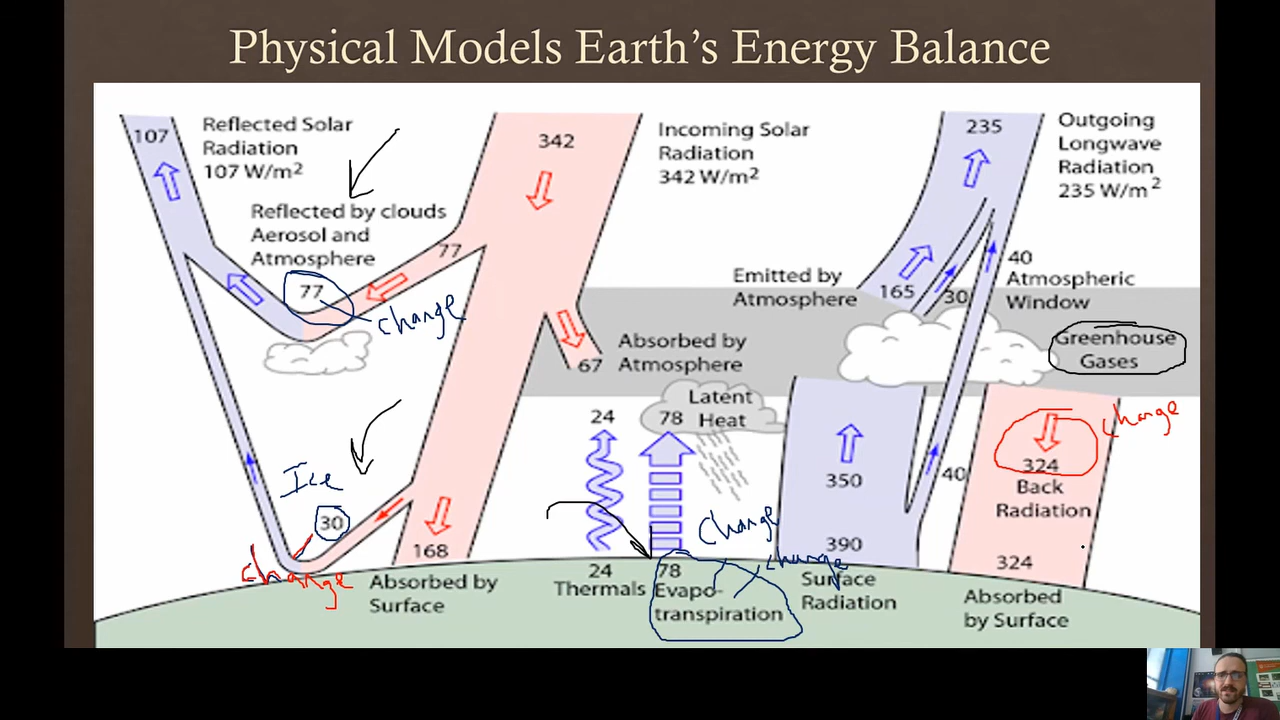 Physical Models Earth's Energy Balance
107
Reflected Solar
Radiation
107 W/m2
342
Incoming Solar
Radiation
342 W/m2
235
Outgoing
Longwave
Radiation
235 W/m2
Reflected by clouds
Aerosol and
Atmosphere
77
77
change
Emitted by
Atmosphere
165
30
40
Atmospheric
Window
Greenhouse
Gases
Absorbed by
Atmosphere
67
Latent
Heat
24
78
350
40
324
Back
Radiation
change
Ice
30
change
168
Absorbed by
Surface
24
Thermals
78
Evapo-
transpiration
change
change
390
Surface
Radiation
324
Absorbed
by Surface